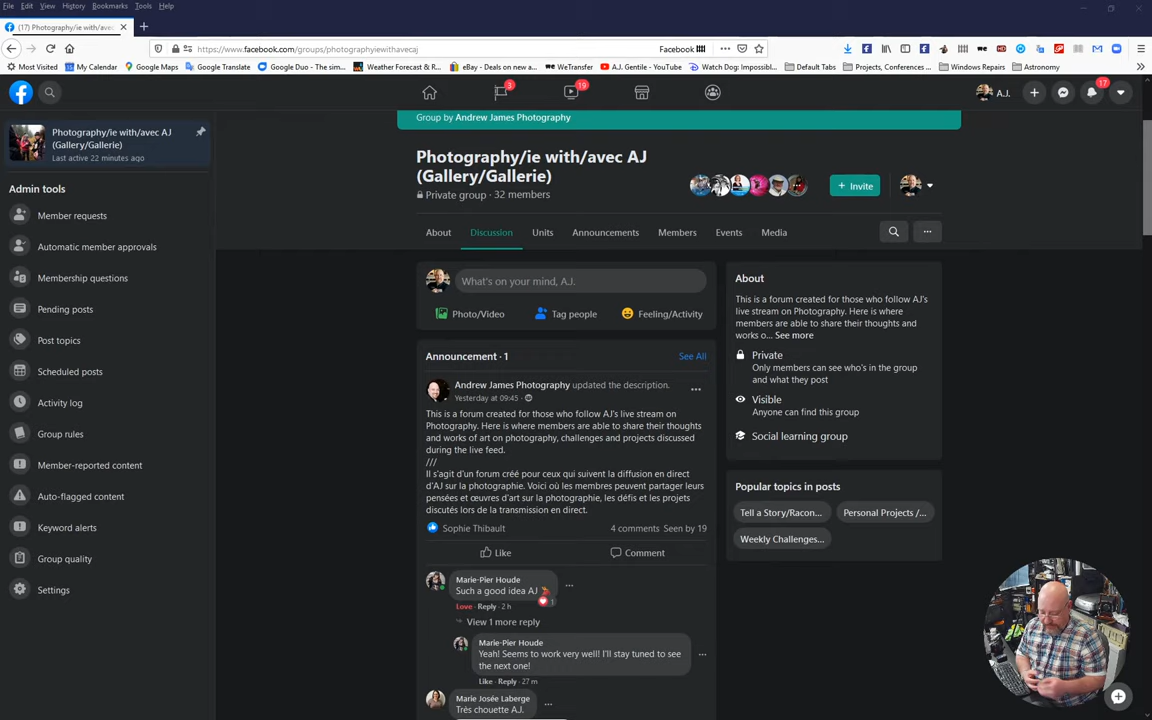 File Edit View History Bookmarks Tools Help
(17) Photography/ie with/avec
https://www.facebook.com/groups/photographyiewithavecaj
Facebook
Most Visited My Calendar Google Maps Google Translate Google Duo - The sim... Weather Forecast & R... eBay - Deals on new a... WeTransfer A.J. Gentile - YouTube Watch Dog: Impossibl... Default Tabs Projects, Conferences ... Windows Repairs Astronomy
3
19
A.J.
17
Photography/ie with/avec AJ
(Gallery/Gallerie)
Last active 22 minutes ago
Admin tools
Member requests
Automatic member approvals
Membership questions
Pending posts
Post topics
Scheduled posts
Activity log
Group rules
Member-reported content
Auto-flagged content
Keyword alerts
Group quality
Settings
Group by Andrew James Photography
Photography/ie with/avec AJ
(Gallery/Gallerie)
Private group · 32 members
+ Invite
About Discussion Units Announcements Members Events Media
What's on your mind, A.J.
Photo/Video Tag people Feeling/Activity
Announcement · 1
See All
Andrew James Photography updated the description.
Yesterday at 09:45 ·
This is a forum created for those who follow AJ's live stream on
Photography. Here is where members are able to share their thoughts
and works of art on photography, challenges and projects discussed
during the live feed.
///
Il s'agit d'un forum créé pour ceux qui suivent la diffusion en direct
d'AJ sur la photographie. Voici où les membres peuvent partager leurs
pensées et œuvres d'art sur la photographie, les défis et les projets
discutés lors de la transmission en direct.
Sophie Thibault
4 comments Seen by 19
Like Comment
Marie-Pier Houde
Such a good idea AJ
1
Love · Reply · 2 h
View 1 more reply
Marie-Pier Houde
Yeah! Seems to work very well! I'll stay tuned to see
the next one!
Like · Reply · 27 m
Marie Josée Laberge
Très chouette A.J.
About
This is a forum created for those who follow AJ's
live stream on Photography. Here is where
members are able to share their thoughts and
works o... See more
Private
Only members can see who's in the group
and what they post
Visible
Anyone can find this group
Social learning group
Popular topics in posts
Tell a Story/Racon...
Personal Projects /...
Weekly Challenges...